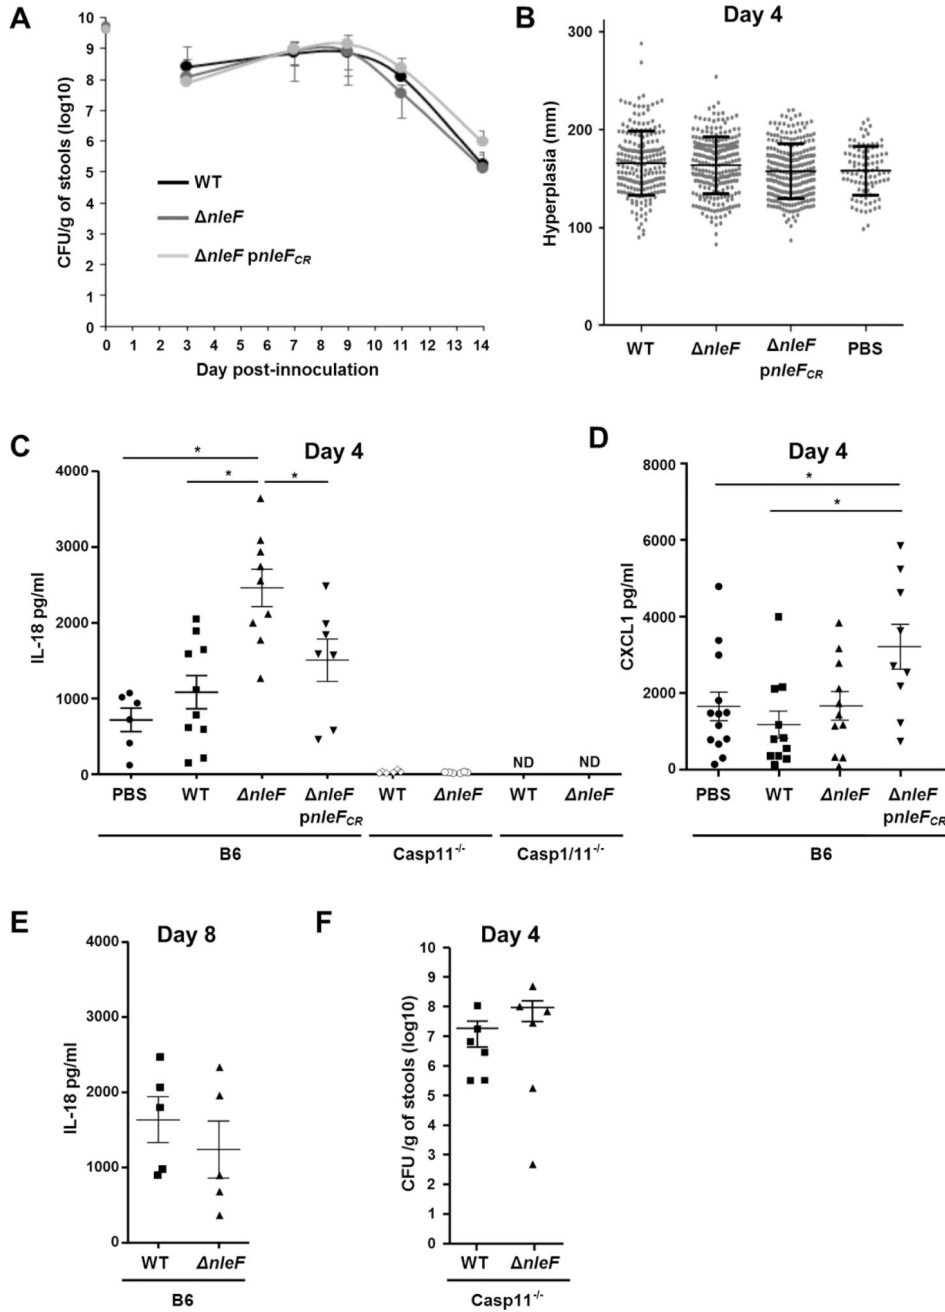 A
CFU/g of stools (log10)
10
9
8
7
6
5
4
3
2
1
0
WT
ΔnleF
ΔnleF pnleFCR
0 1 2 3 4 5 6 7 8 9 10 11 12 13 14
Day post-innoculation
B
Day 4
Hyperplasia (mm)
300
200
100
0
WT ΔnleF ΔnleF PBS
pnleFCR
C
Day 4
* * *
IL-18 pg/ml
4000
3000
2000
1000
0
ND ND
PBS WT ΔnleF ΔnleF WT ΔnleF WT ΔnleF
pnleFCR
B6 Casp11-/- Casp1/11-/-
D
Day 4
*
*
CXCL1 pg/ml
8000
6000
4000
2000
0
PBS WT ΔnleF ΔnleF
pnleFCR
B6
E
Day 8
IL-18 pg/ml
4000
3000
2000
1000
0
WT ΔnleF
B6
F
Day 4
CFU /g of stools (log10)
10
9
8
7
6
5
4
3
2
1
0
WT ΔnleF
Casp11-/-